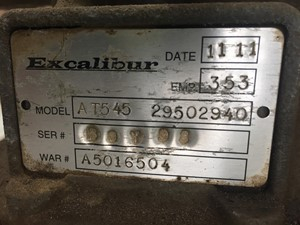 Excalibur
DATE 11 11
EMP. 353
MODEL AT545 29502940
SER #
WAR # A5016504